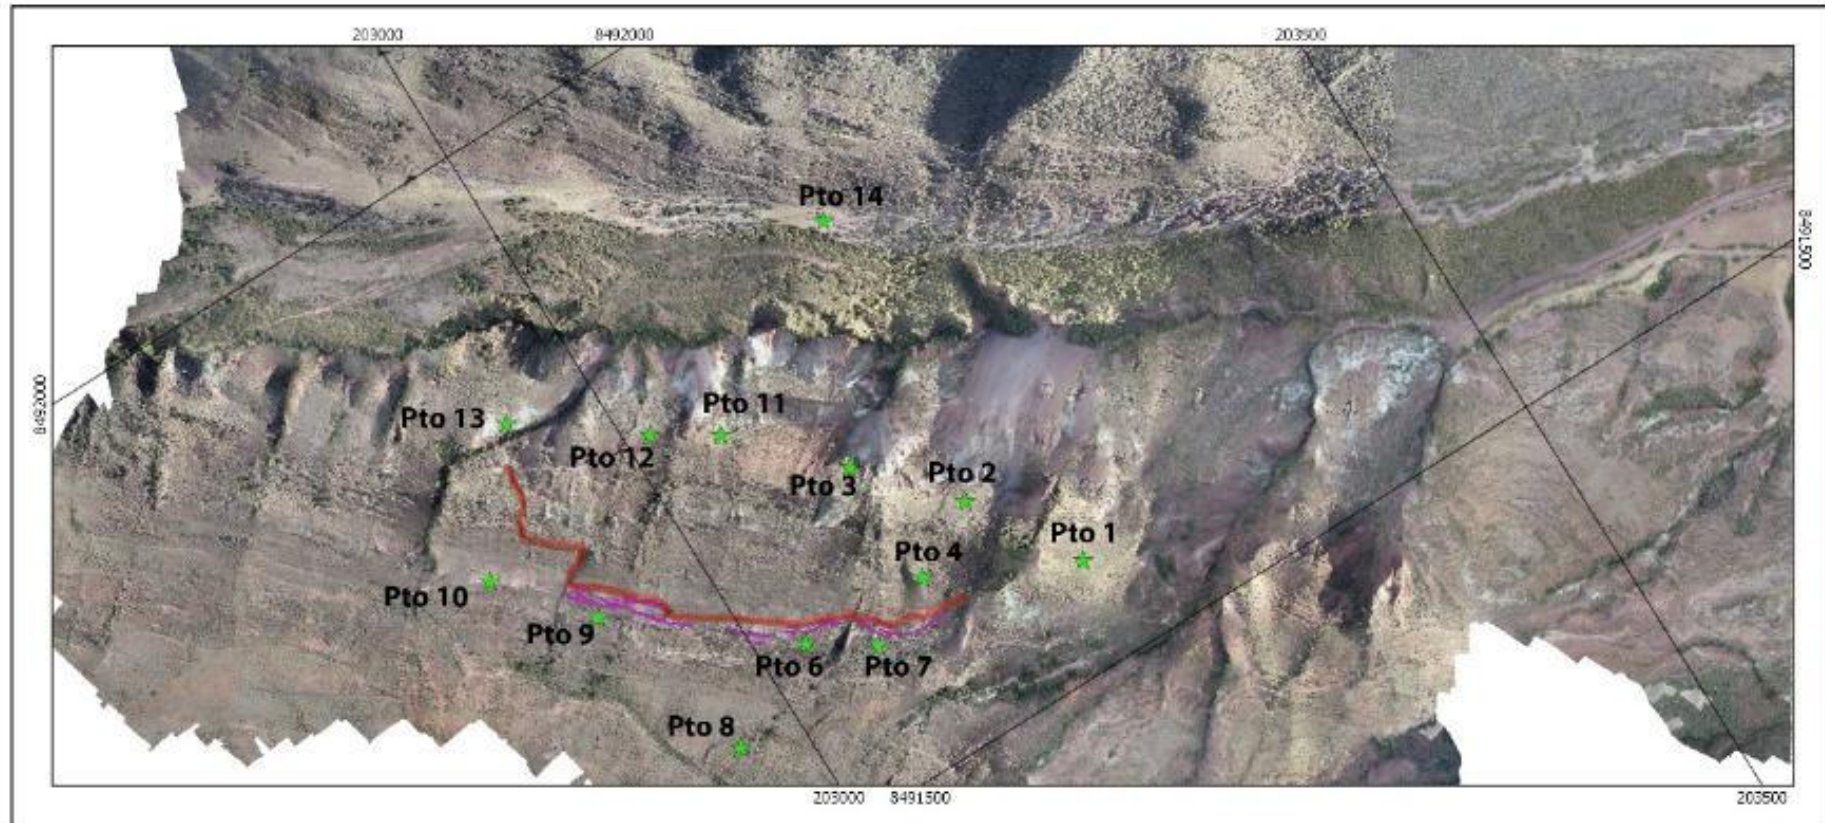 203000 8492000 203500
Pto 14
8491500
8492000
Pto 13
Pto 11
Pto 12
Pto 3
Pto 2
Pto 1
Pto 4
Pto 10
Pto 9
Pto 6
Pto 7
Pto 8
203000 8491500 203500